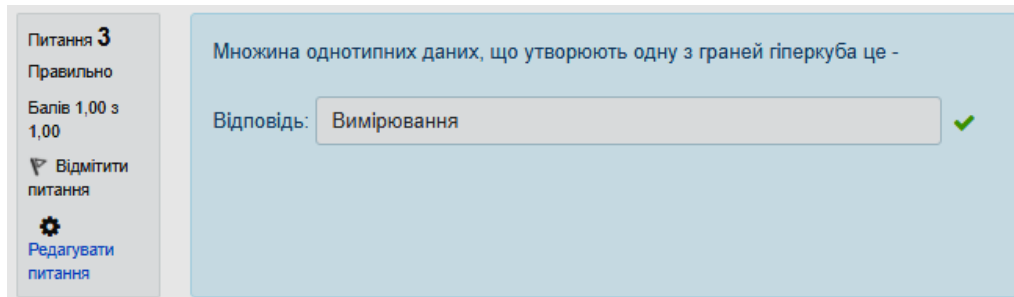 Питання 3
Правильно
Балів 1,00 з
1,00
Відмітити
питання
Редагувати
питання
Множина однотипних даних, що утворюють одну з граней гіперкуба це -
Відповідь: Вимірювання